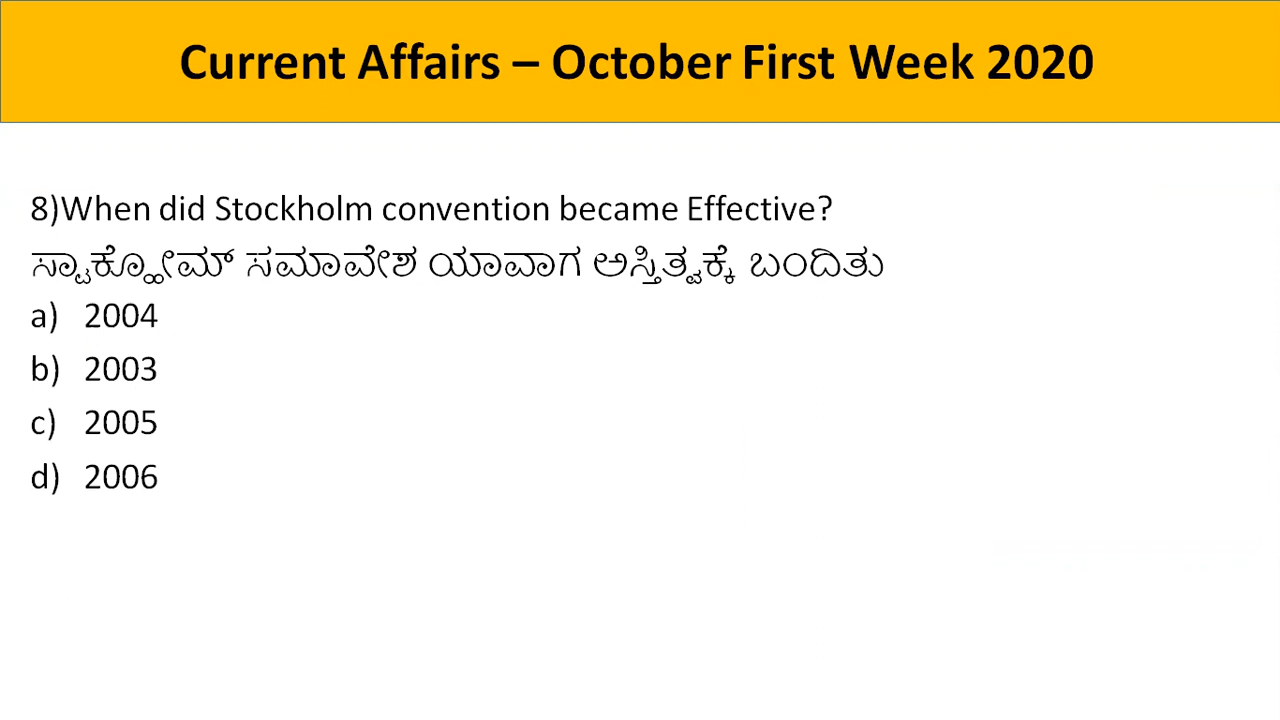 Current Affairs – October First Week 2020
8)When did Stockholm convention became Effective?
ಸ್ಟಾಕ್ಹೋಮ್ ಸಮಾವೇಶ ಯಾವಾಗ ಅಸ್ತಿತ್ವಕ್ಕೆ ಬಂದಿತು
a) 2004
b) 2003
c) 2005
d) 2006